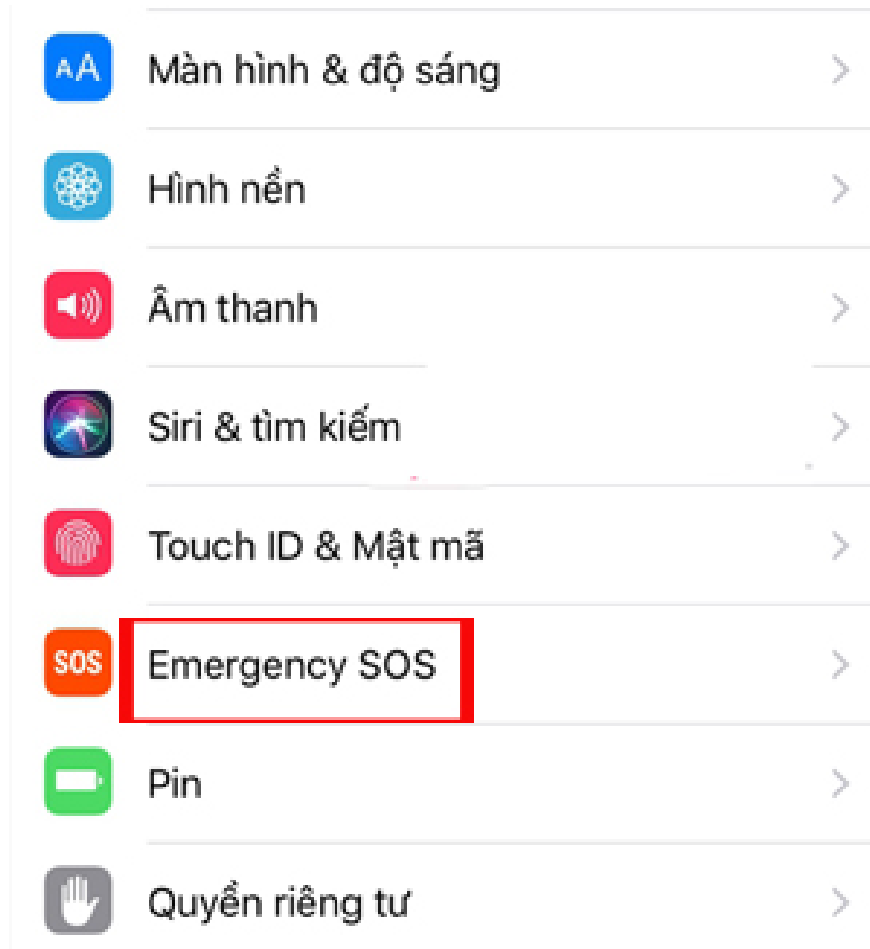 AA Màn hình & độ sáng
Hình nền
Âm thanh
Siri & tìm kiếm
Touch ID & Mật mã
SOS Emergency SOS
Pin
Quyền riêng tư